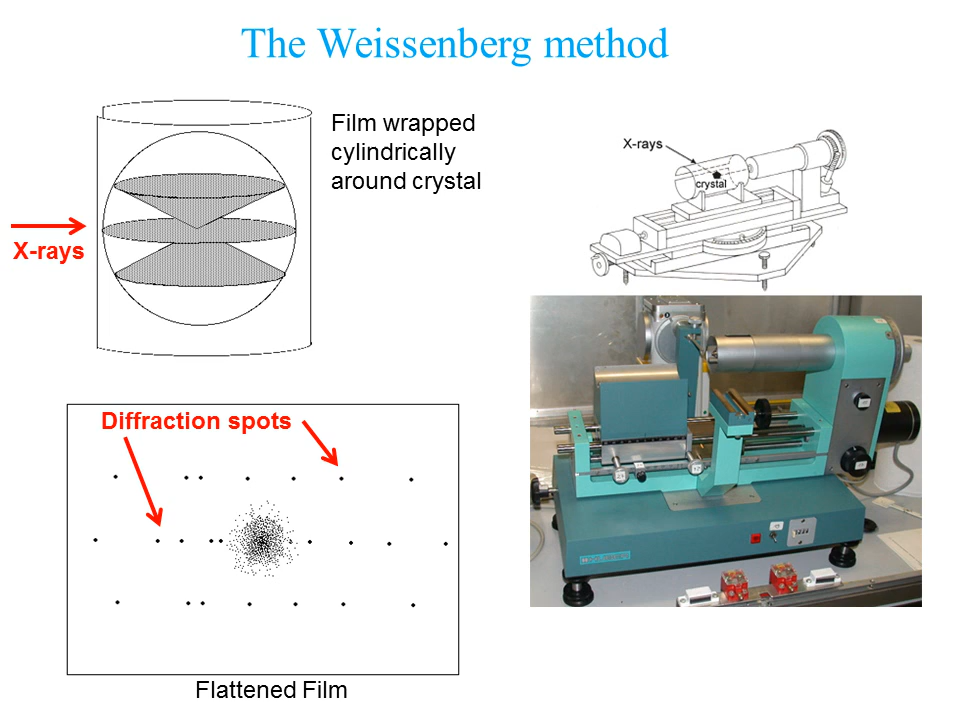 The Weissenberg method
Film wrapped
cylindrically
around crystal
X-rays
X-rays
crystal
Diffraction spots
Flattened Film